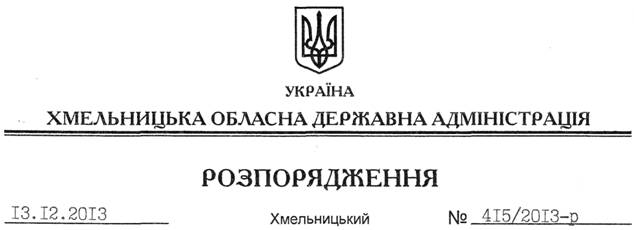 УКРАЇНА
ХМЕЛЬНИЦЬКА ОБЛАСНА ДЕРЖАВНА АДМІНІСТРАЦІЯ
РОЗПОРЯДЖЕННЯ
13.12.2013 Хмельницький № 415/2013-р